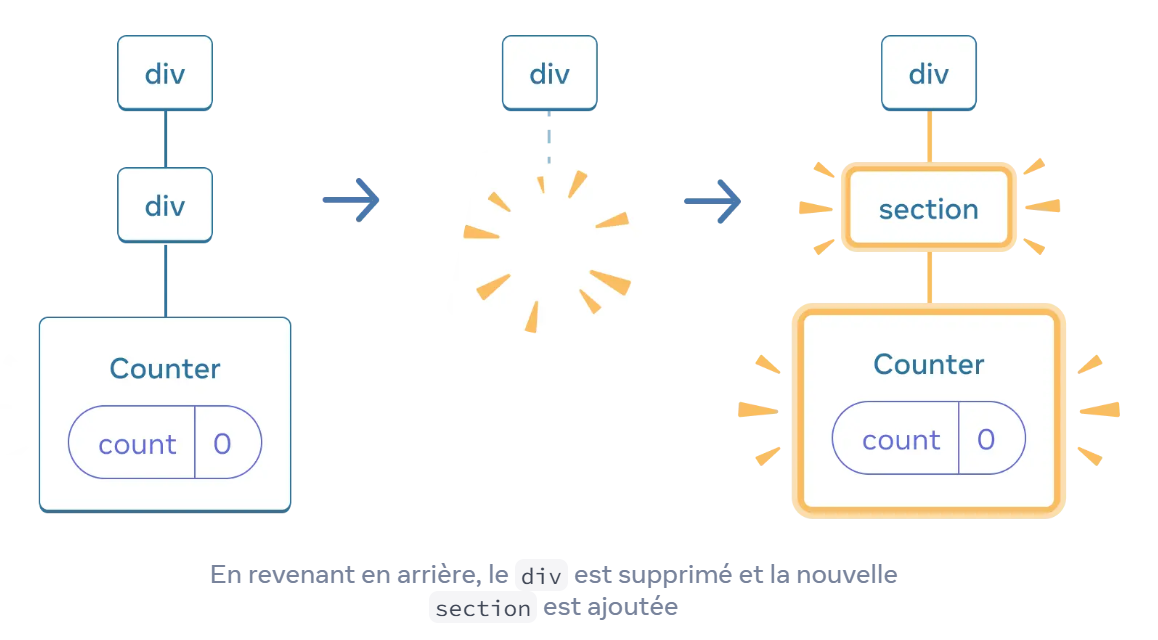 div
div
Counter
count 0
div
div
section
Counter
count 0
En revenant en arrière, le div est supprimé et la nouvelle
section est ajoutée